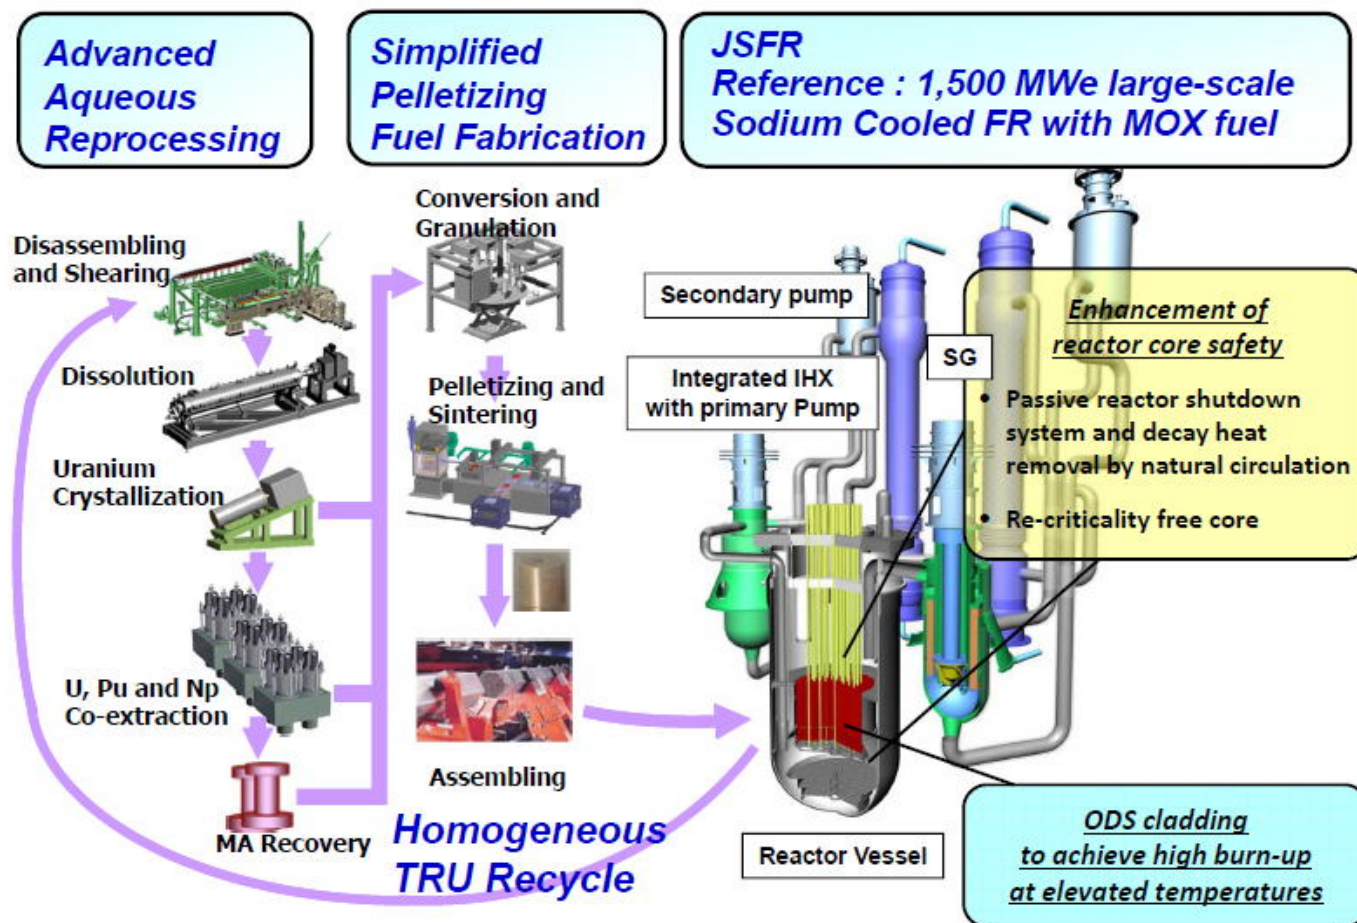 Advanced
Aqueous
Reprocessing
Simplified
Pelletizing
Fuel Fabrication
JSFR
Reference : 1,500 MWe large-scale
Sodium Cooled FR with MOX fuel
Disassembling
and Shearing
Dissolution
Uranium
Crystallization
U, Pu and Np
Co-extraction
MA Recovery
Conversion and
Granulation
Pelletizing and
Sintering
Assembling
Homogeneous
TRU Recycle
Secondary pump
Integrated IHX
with primary Pump
SG
Reactor Vessel
Enhancement of
reactor core safety
• Passive reactor shutdown
system and decay heat
removal by natural circulation
• Re-criticality free core
ODS cladding
to achieve high burn-up
at elevated temperatures